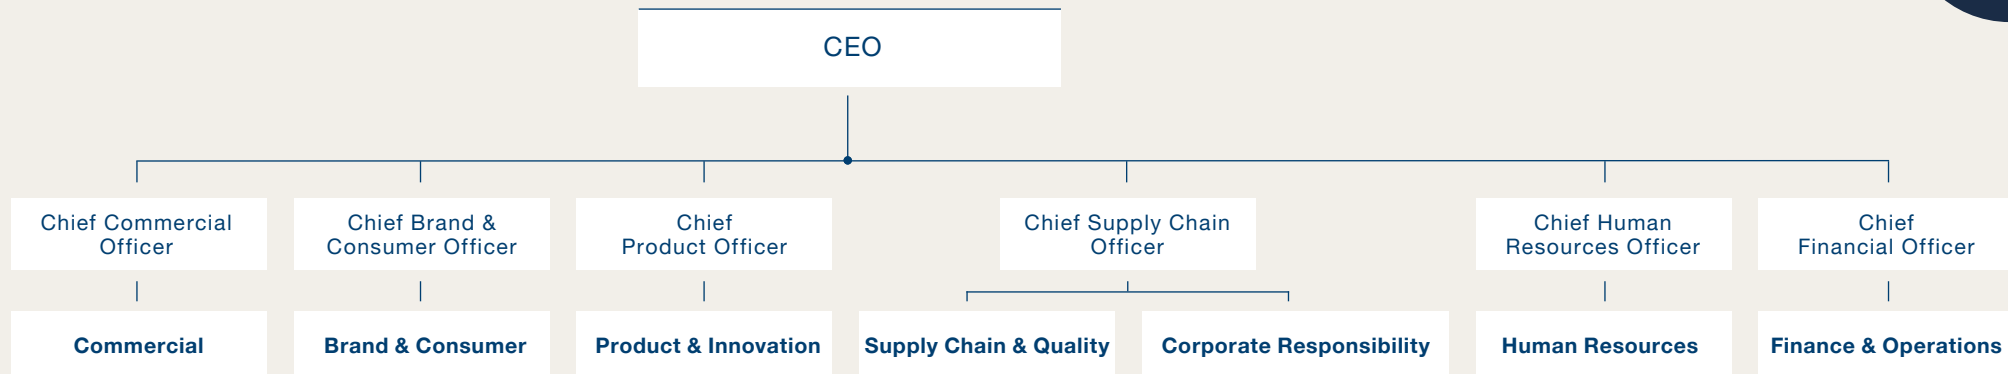 CEO
Chief Commercial
Officer
Chief Brand &
Consumer Officer
Chief
Product Officer
Chief Supply Chain
Officer
Chief Human
Resources Officer
Chief
Financial Officer
Commercial
Brand & Consumer
Product & Innovation
Supply Chain & Quality
Corporate Responsibility
Human Resources
Finance & Operations